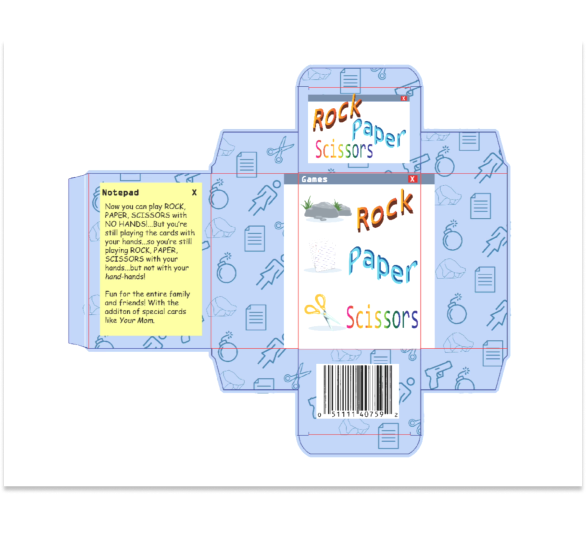 ROCK
Paper
Scissors
X
Games X
ROCK
Paper
Scissors
Notepad X
Now you can play ROCK,
PAPER, SCISSORS with
NO HANDS!...But you're
still playing the cards with
your hands...so you're still
playing ROCK, PAPER,
SCISSORS with your
hands...but not with your
hand-hands!
Fun for the entire family
and friends! With the
additon of special cards
like Your Mom.
0 51111 40759 2